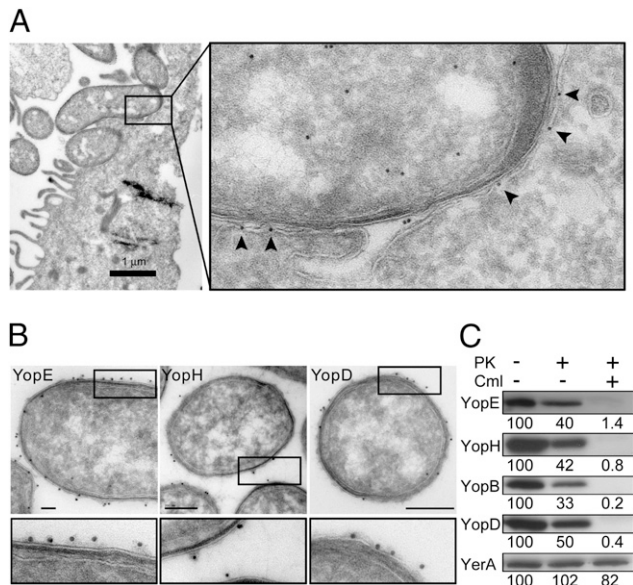 A
1 μm
B
YopE
YopH
YopD
C
PK - + +
Cml - - +
YopE
100 40 1.4
YopH
100 42 0.8
YopB
100 33 0.2
YopD
100 50 0.4
YerA
100 102 82